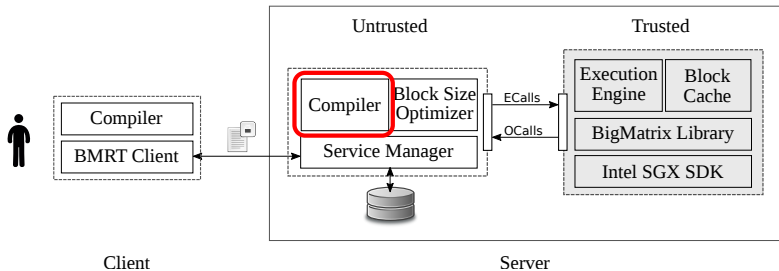 Untrusted
Trusted
Compiler
BMRT Client
Compiler
Block Size
Optimizer
Service Manager
ECalls
OCalls
Execution
Engine
Block
Cache
BigMatrix Library
Intel SGX SDK
Client
Server